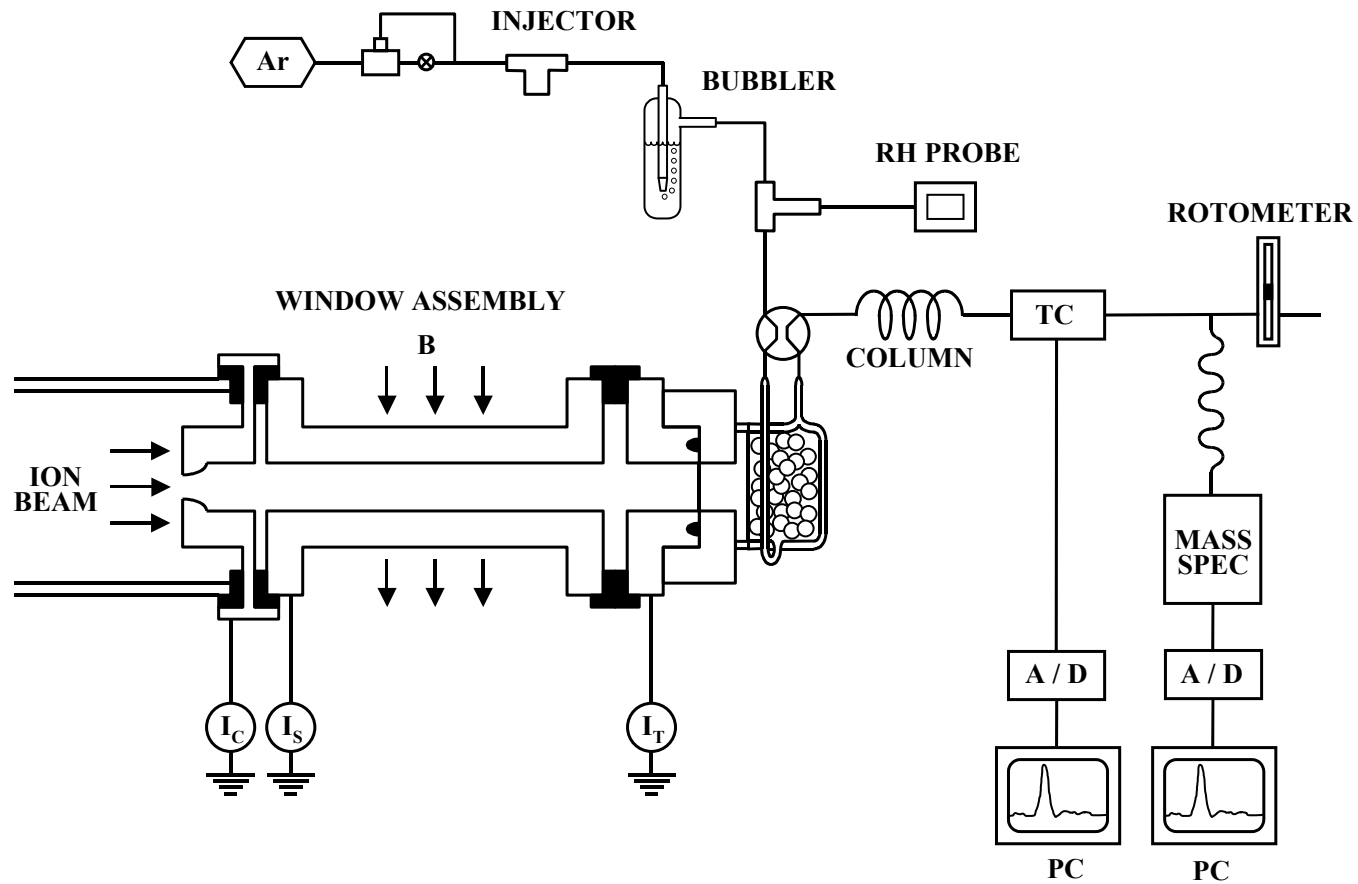 INJECTOR
Ar
BUBBLER
RH PROBE
ROTOMETER
WINDOW ASSEMBLY
B
TC
COLUMN
ION
BEAM
MASS
SPEC
A / D
A / D
I_C
I_S
I_T
PC
PC